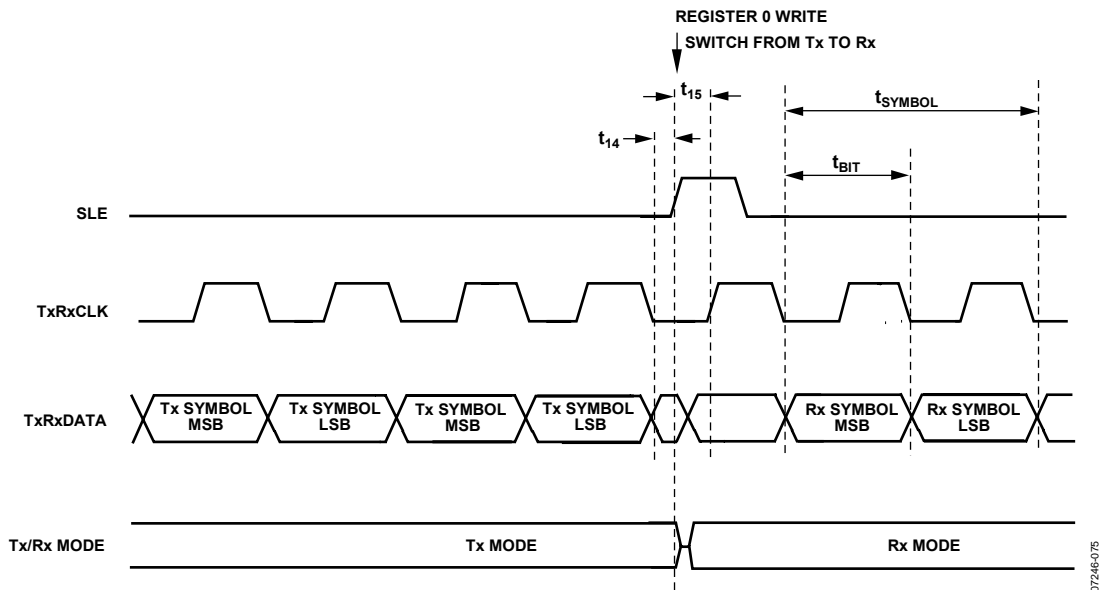 REGISTER 0 WRITE
SWITCH FROM Tx TO Rx
t15
tSYMBOL
t14
tBIT
SLE
TxRxCLK
TxRxDATA
Tx SYMBOL
MSB
Tx SYMBOL
LSB
Tx SYMBOL
MSB
Tx SYMBOL
LSB
Rx SYMBOL
MSB
Rx SYMBOL
LSB
Tx/Rx MODE
Tx MODE
Rx MODE
07246-075